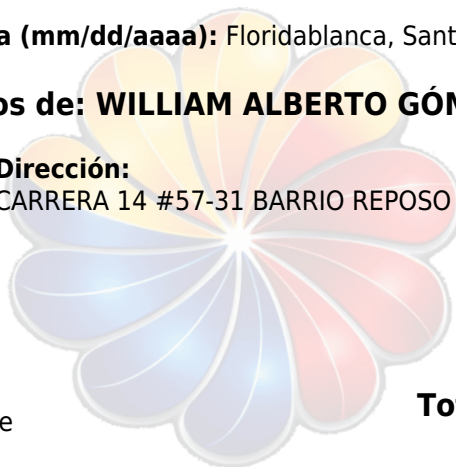 a (mm/dd/aaaa): Floridablanca, Sant
os de: WILLIAM ALBERTO GÓM
Dirección:
CARRERA 14 #57-31 BARRIO REPOSO
To
e